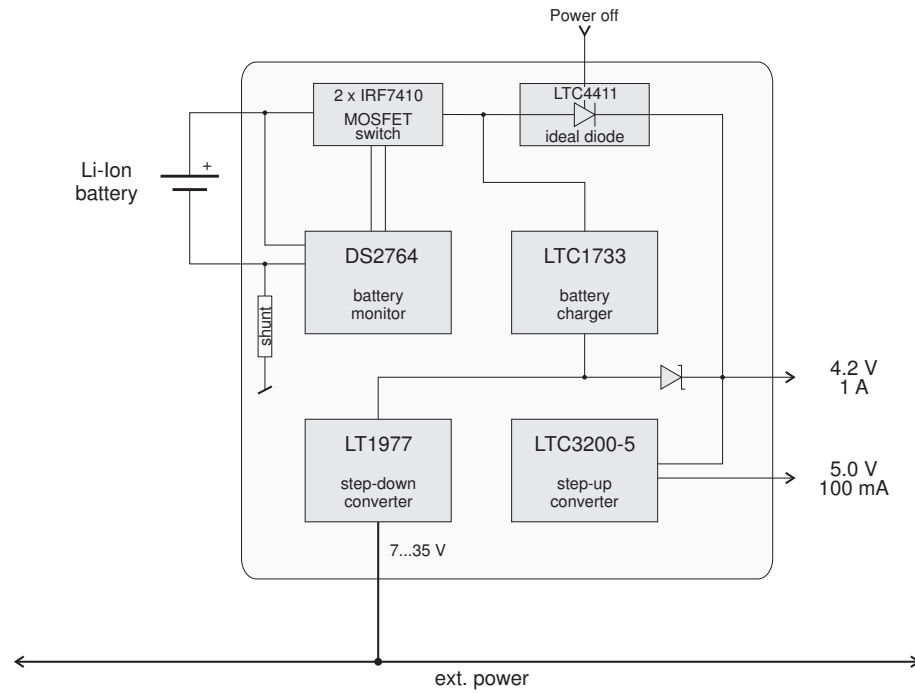 Power off
2 x IRF7410
MOSFET
switch
LTC4411
ideal diode
Li-Ion
battery
+
DS2764
battery
monitor
LTC1733
battery
charger
shunt
4.2 V
1 A
LT1977
step-down
converter
LTC3200-5
step-up
converter
5.0 V
100 mA
7...35 V
ext. power